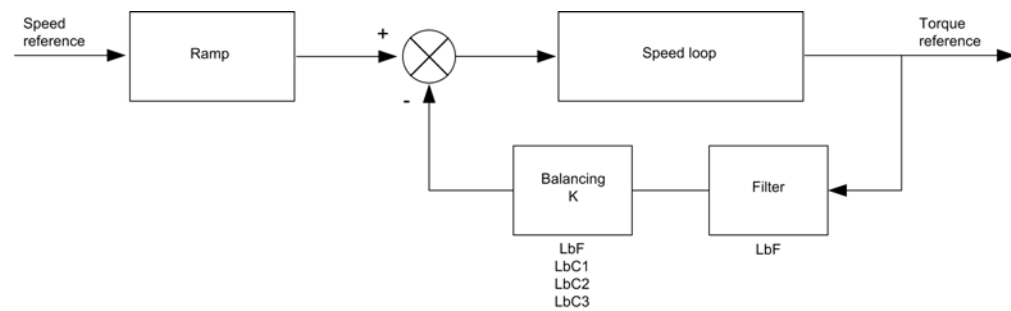 Speed
reference
Ramp
+
-
Speed loop
Torque
reference
Balancing
K
Filter
LbF
LbC1
LbC2
LbC3
LbF